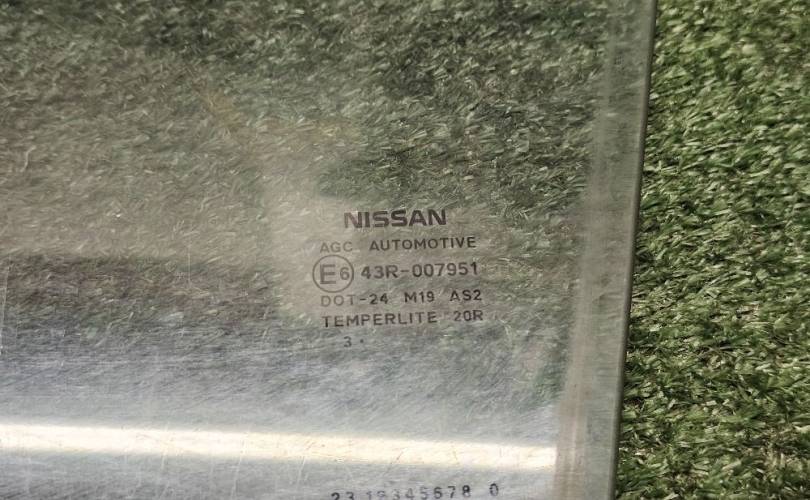 NISSAN
AGC AUTOMOTIVE
E6 43R-007951
DOT-24 M19 AS2
TEMPERLITE 20R
3 .